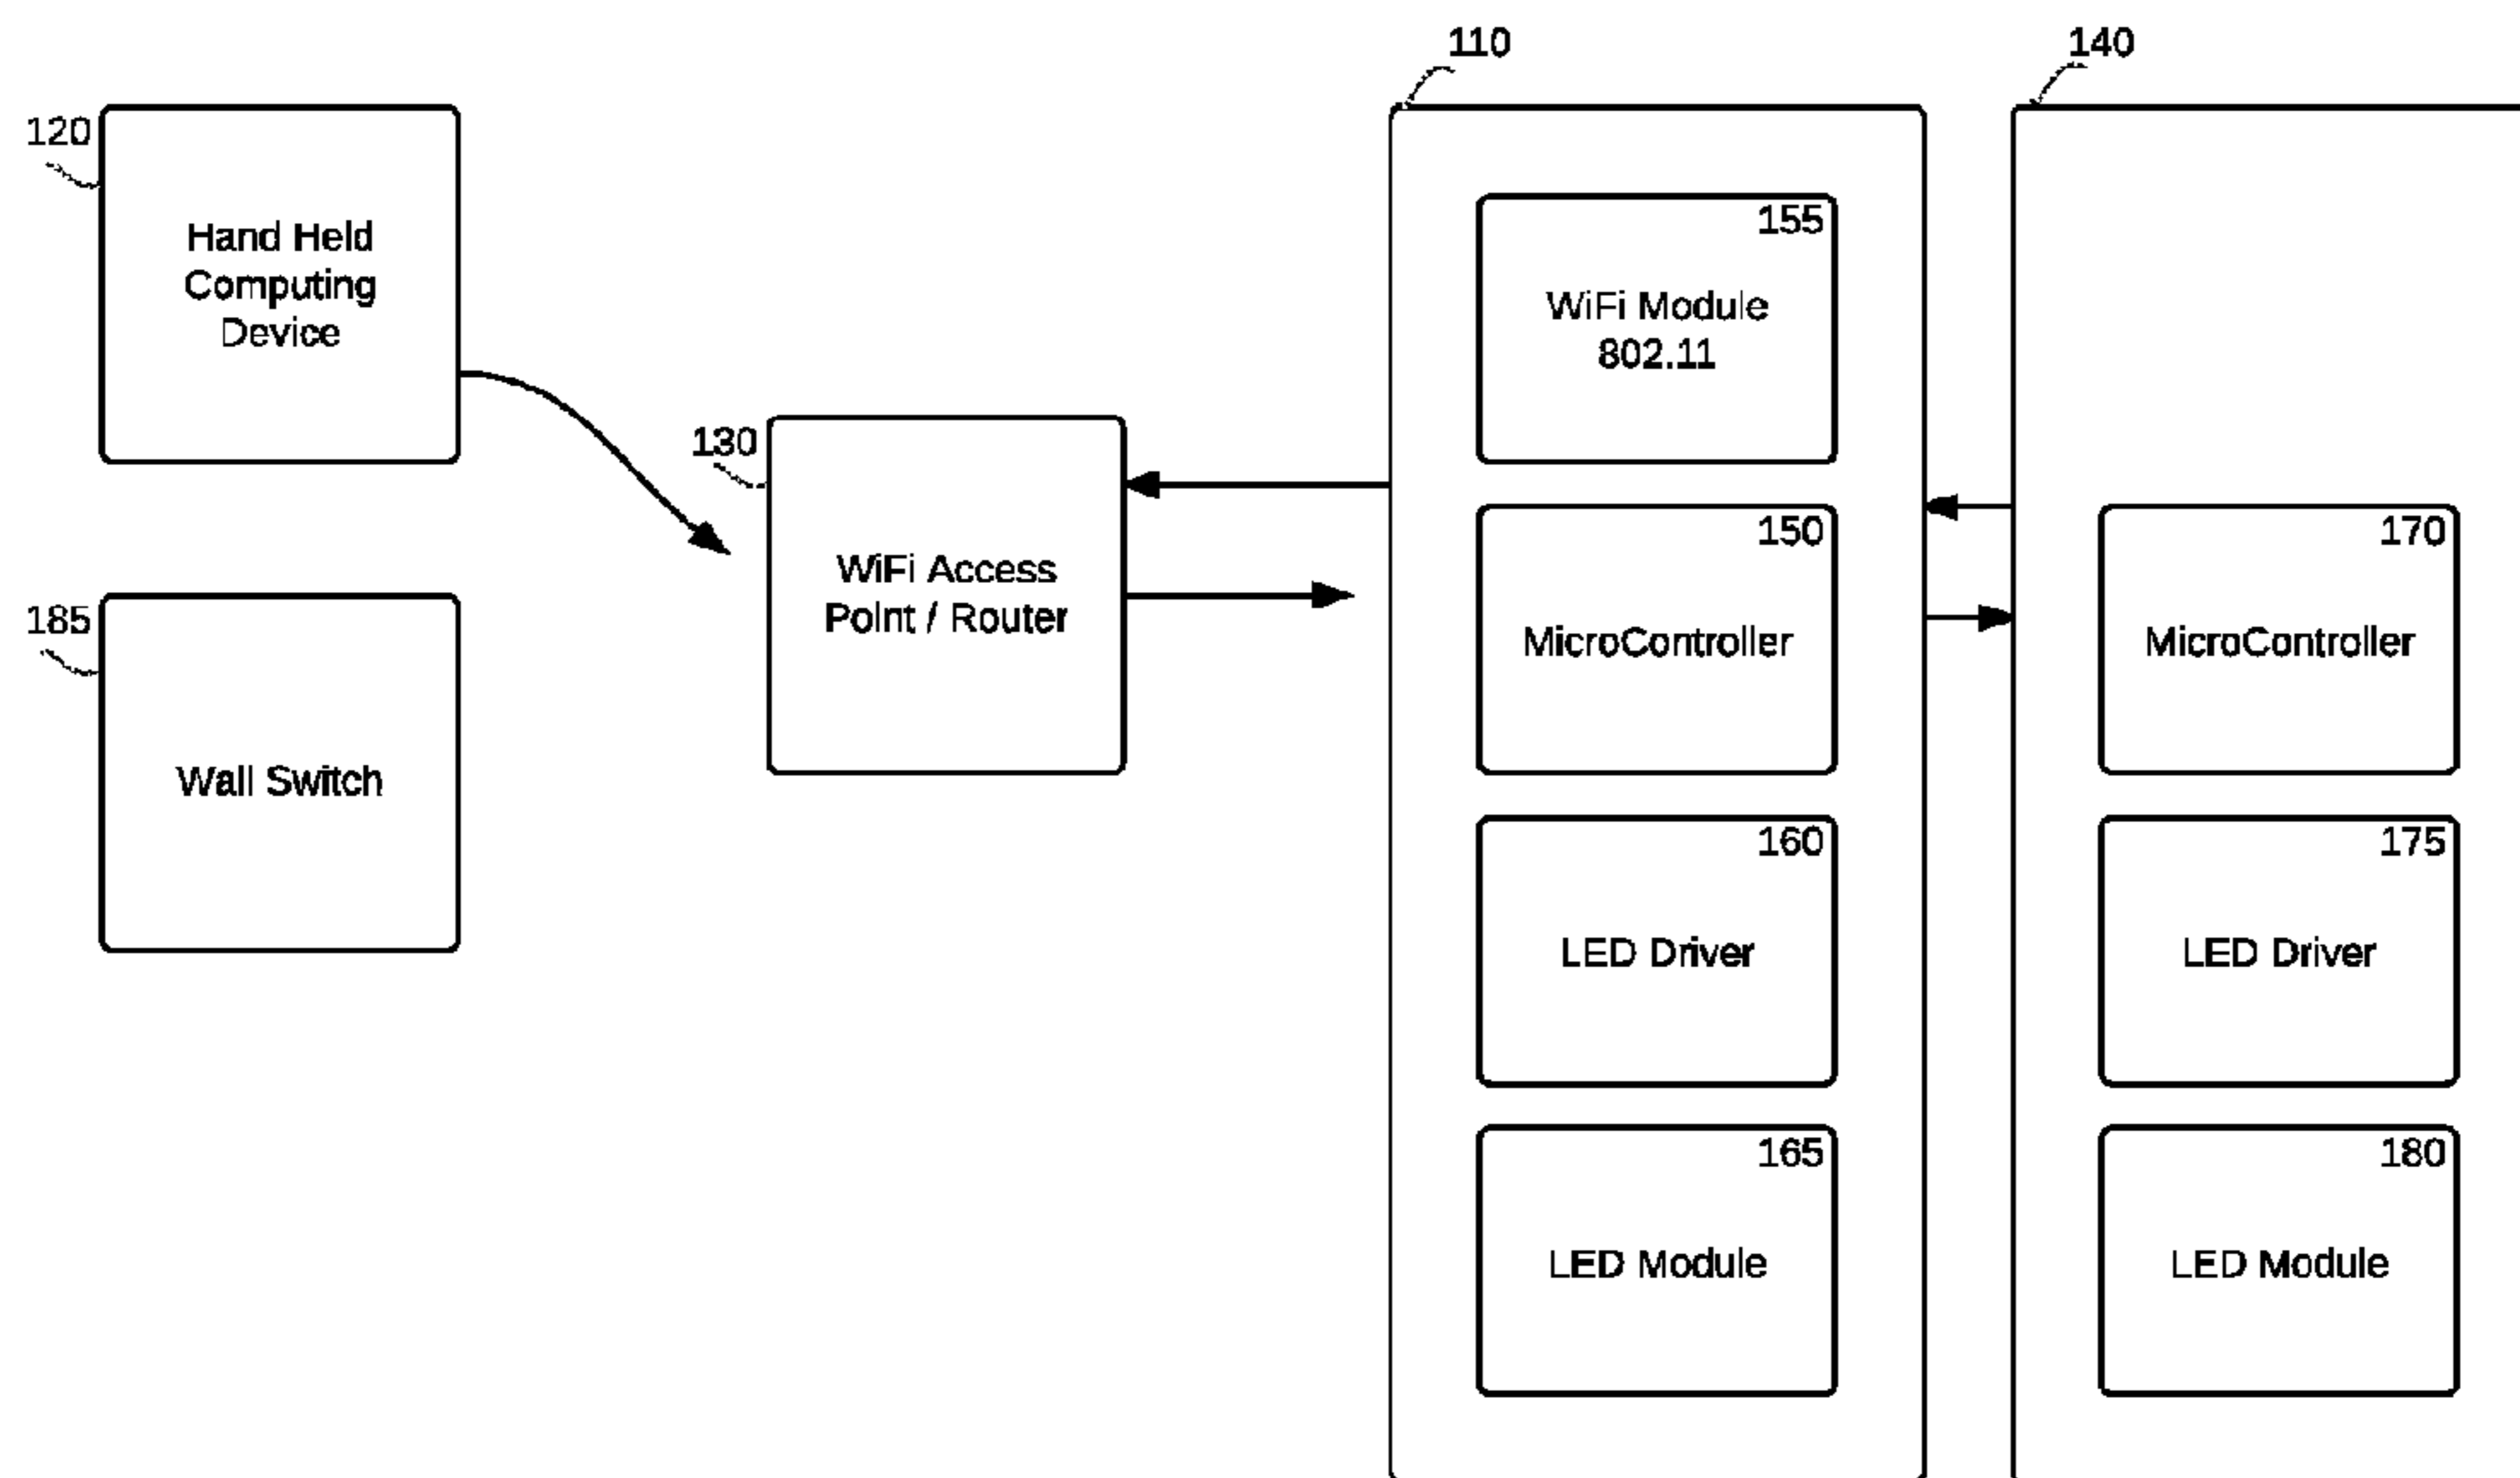 110
140
120
Hand Held
Computing
Device
155
WiFi Module
802.11
130
WiFi Access
Point / Router
150
MicroController
170
MicroController
185
Wall Switch
160
LED Driver
175
LED Driver
165
LED Module
180
LED Module